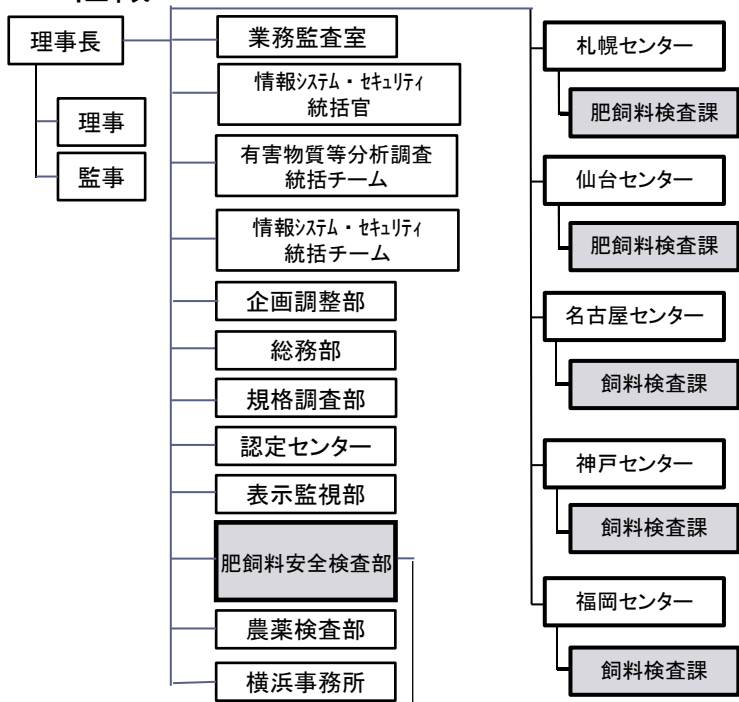 理事長
理事
監事
業務監査室
情報ｼｽﾃﾑ・ｾｷｭﾘﾃｨ
統括官
有害物質等分析調査
統括チーム
情報ｼｽﾃﾑ・ｾｷｭﾘﾃｨ
統括チーム
企画調整部
総務部
規格調査部
認定センター
表示監視部
肥飼料安全検査部
農薬検査部
横浜事務所
札幌センター
肥飼料検査課
仙台センター
肥飼料検査課
名古屋センター
飼料検査課
神戸センター
飼料検査課
福岡センター
飼料検査課